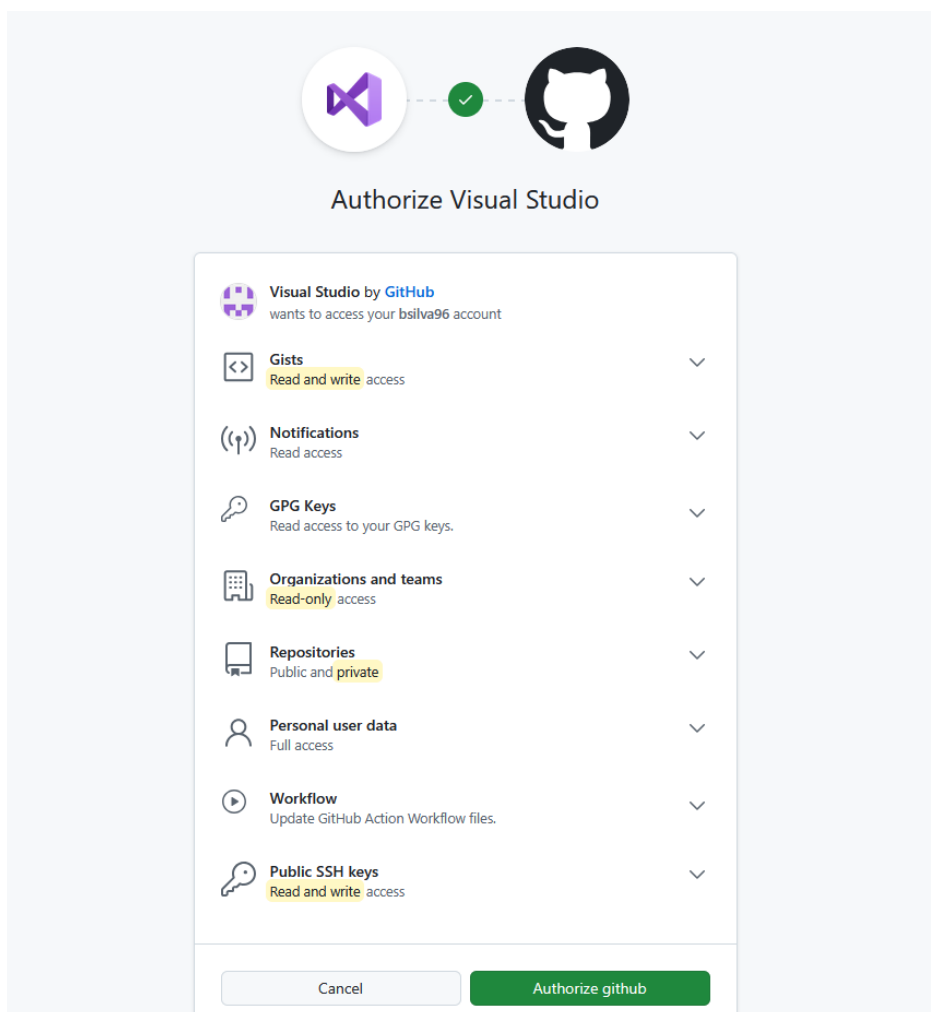 Authorize Visual Studio
Visual Studio by GitHub
wants to access your bsilva96 account
Gists
Read and write access
Notifications
Read access
GPG Keys
Read access to your GPG keys.
Organizations and teams
Read-only access
Repositories
Public and private
Personal user data
Full access
Workflow
Update GitHub Action Workflow files.
Public SSH keys
Read and write access
Cancel
Authorize github